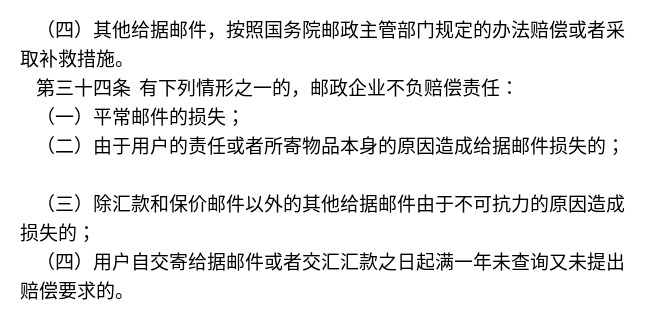 （四）其他给据邮件，按照国务院邮政主管部门规定的办法赔偿或者采
取补救措施。
第三十四条 有下列情形之一的，邮政企业不负赔偿责任：
（一）平常邮件的损失；
（二）由于用户的责任或者所寄物品本身的原因造成给据邮件损失的；
（三）除汇款和保价邮件以外的其他给据邮件由于不可抗力的原因造成
损失的；
（四）用户自交寄给据邮件或者交汇汇款之日起满一年未查询又未提出
赔偿要求的。